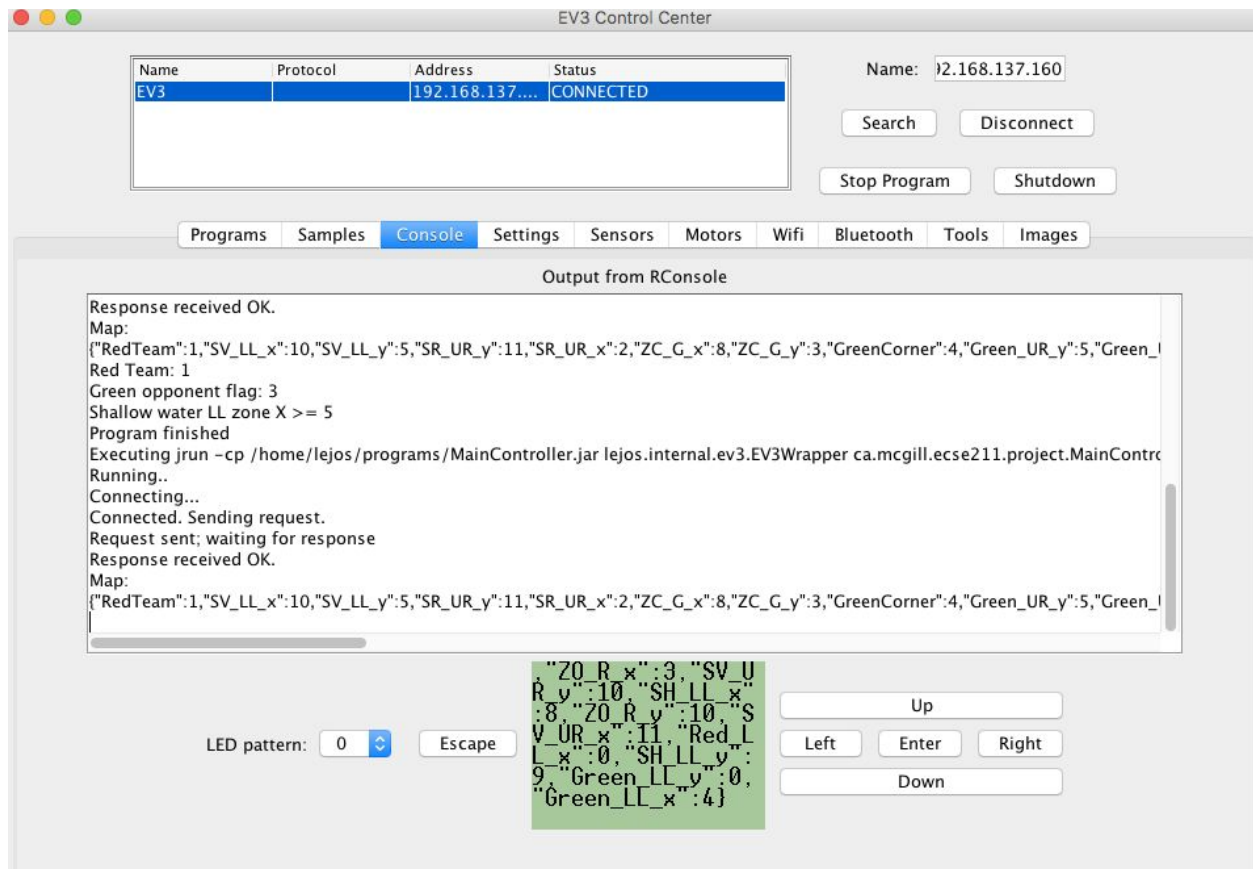 EV3 Control Center
Name Protocol Address Status
EV3 192.168.137.... CONNECTED
Name: 92.168.137.160
Search Disconnect
Stop Program Shutdown
Programs Samples Console Settings Sensors Motors Wifi Bluetooth Tools Images
Output from RConsole
Response received OK.
Map:
{"RedTeam":1,"SV_LL_x":10,"SV_LL_y":5,"SR_UR_y":11,"SR_UR_x":2,"ZC_G_x":8,"ZC_G_y":3,"GreenCorner":4,"Green_UR_y":5,"Green_
Red Team: 1
Green opponent flag: 3
Shallow water LL zone X >= 5
Program finished
Executing jrun -cp /home/lejos/programs/MainController.jar lejos.internal.ev3.EV3Wrapper ca.mcgill.ecse211.project.MainContro
Running..
Connecting...
Connected. Sending request.
Request sent; waiting for response
Response received OK.
Map:
{"RedTeam":1,"SV_LL_x":10,"SV_LL_y":5,"SR_UR_y":11,"SR_UR_x":2,"ZC_G_x":8,"ZC_G_y":3,"GreenCorner":4,"Green_UR_y":5,"Green_
,"ZO_R_x":3,"SV_U
R_y":10,"SH_LL_x"
:8,"ZO_R_y":10,"S
V_UR_x":11,"Red_L
L_x":0,"SH_LL_y":
9,"Green_LL_y":0,
"Green_LL_x":4}
LED pattern: 0 Escape
Up
Left Enter Right
Down